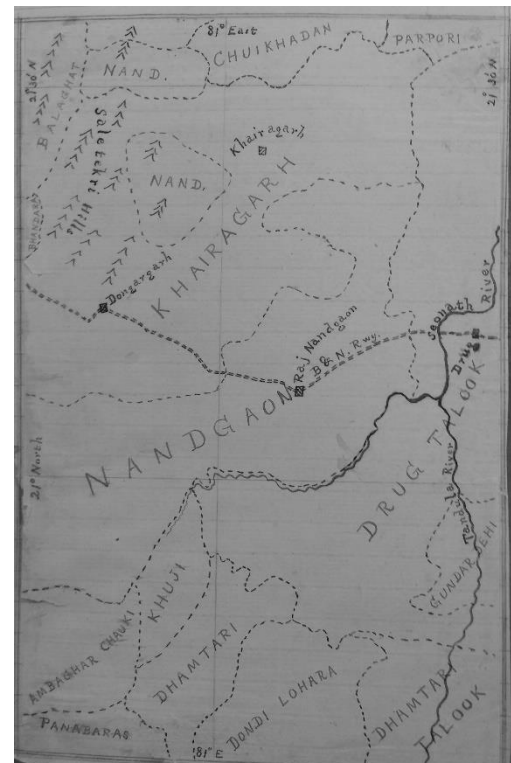 81° East
CHUIKHADAN
PARPORI
NAND.
21° 30' N
21° 30' N
BALAGHAT
Saletekri Hills
Khairagarh
NAND.
BHANDARA
KHAIRAGARH
Dongargarh
Seonath River
Raj Nandgaon
B & N. Rwy.
Drug
NANDGAON
21° North
DRUG TALOOK
Tandula River
GUNDARDEHI
KHUJI
AMBAGHAR CHAUKI
DHAMTARI
DONDI LOHARA
DHAMTARI TALOOK
PANABARAS
81° E